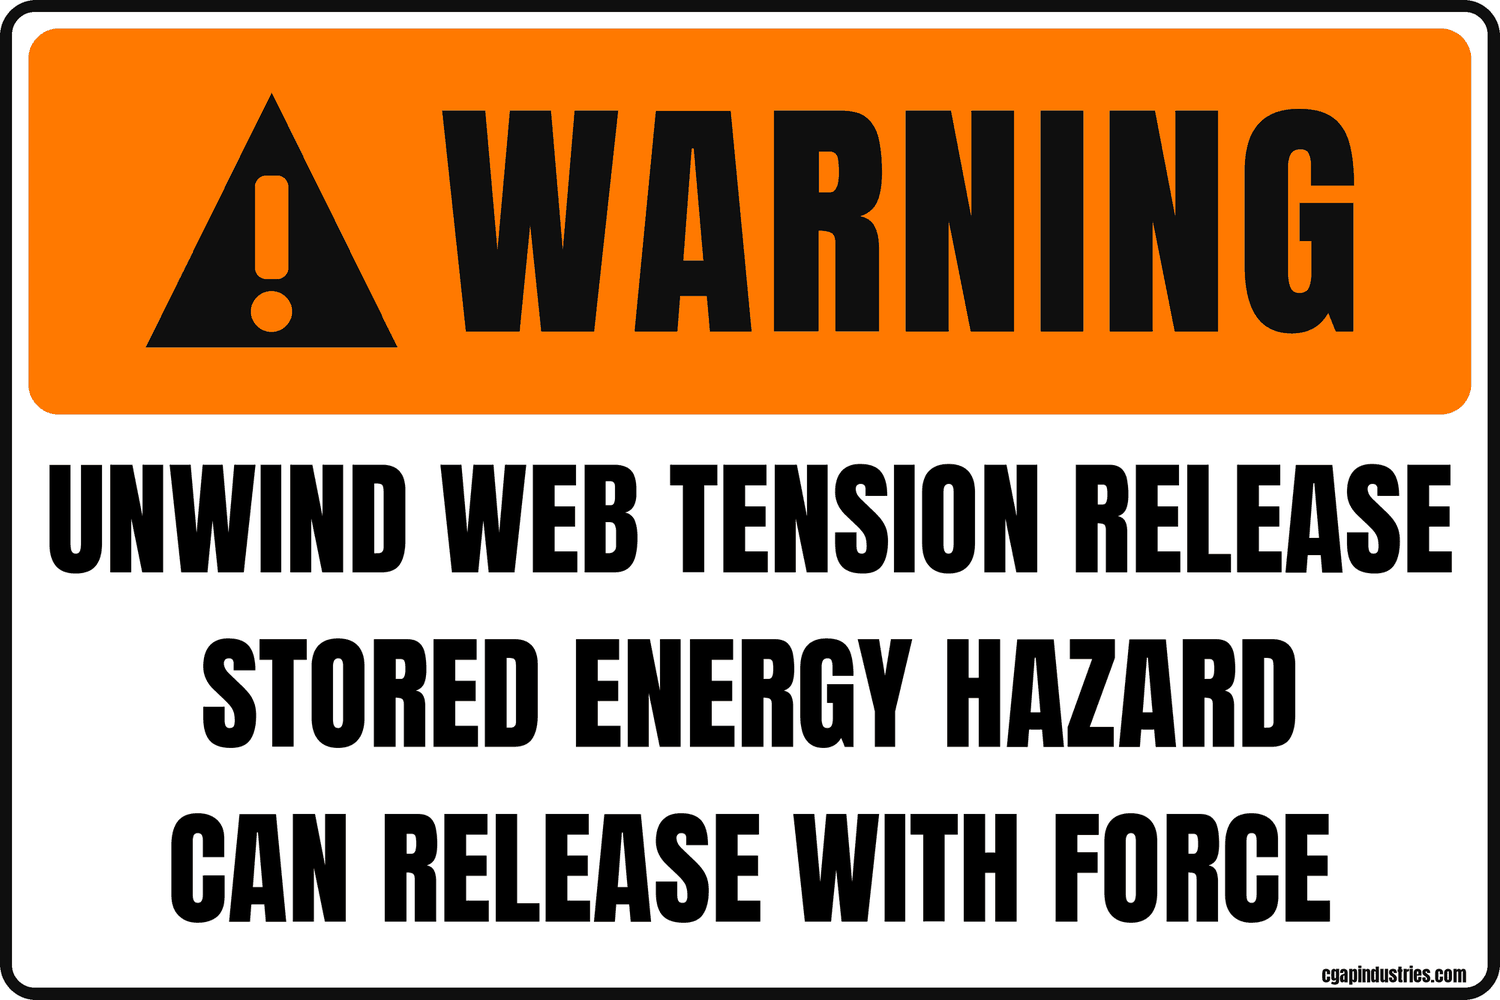 WARNING
UNWIND WEB TENSION RELEASE
STORED ENERGY HAZARD
CAN RELEASE WITH FORCE
cgapindustries.com